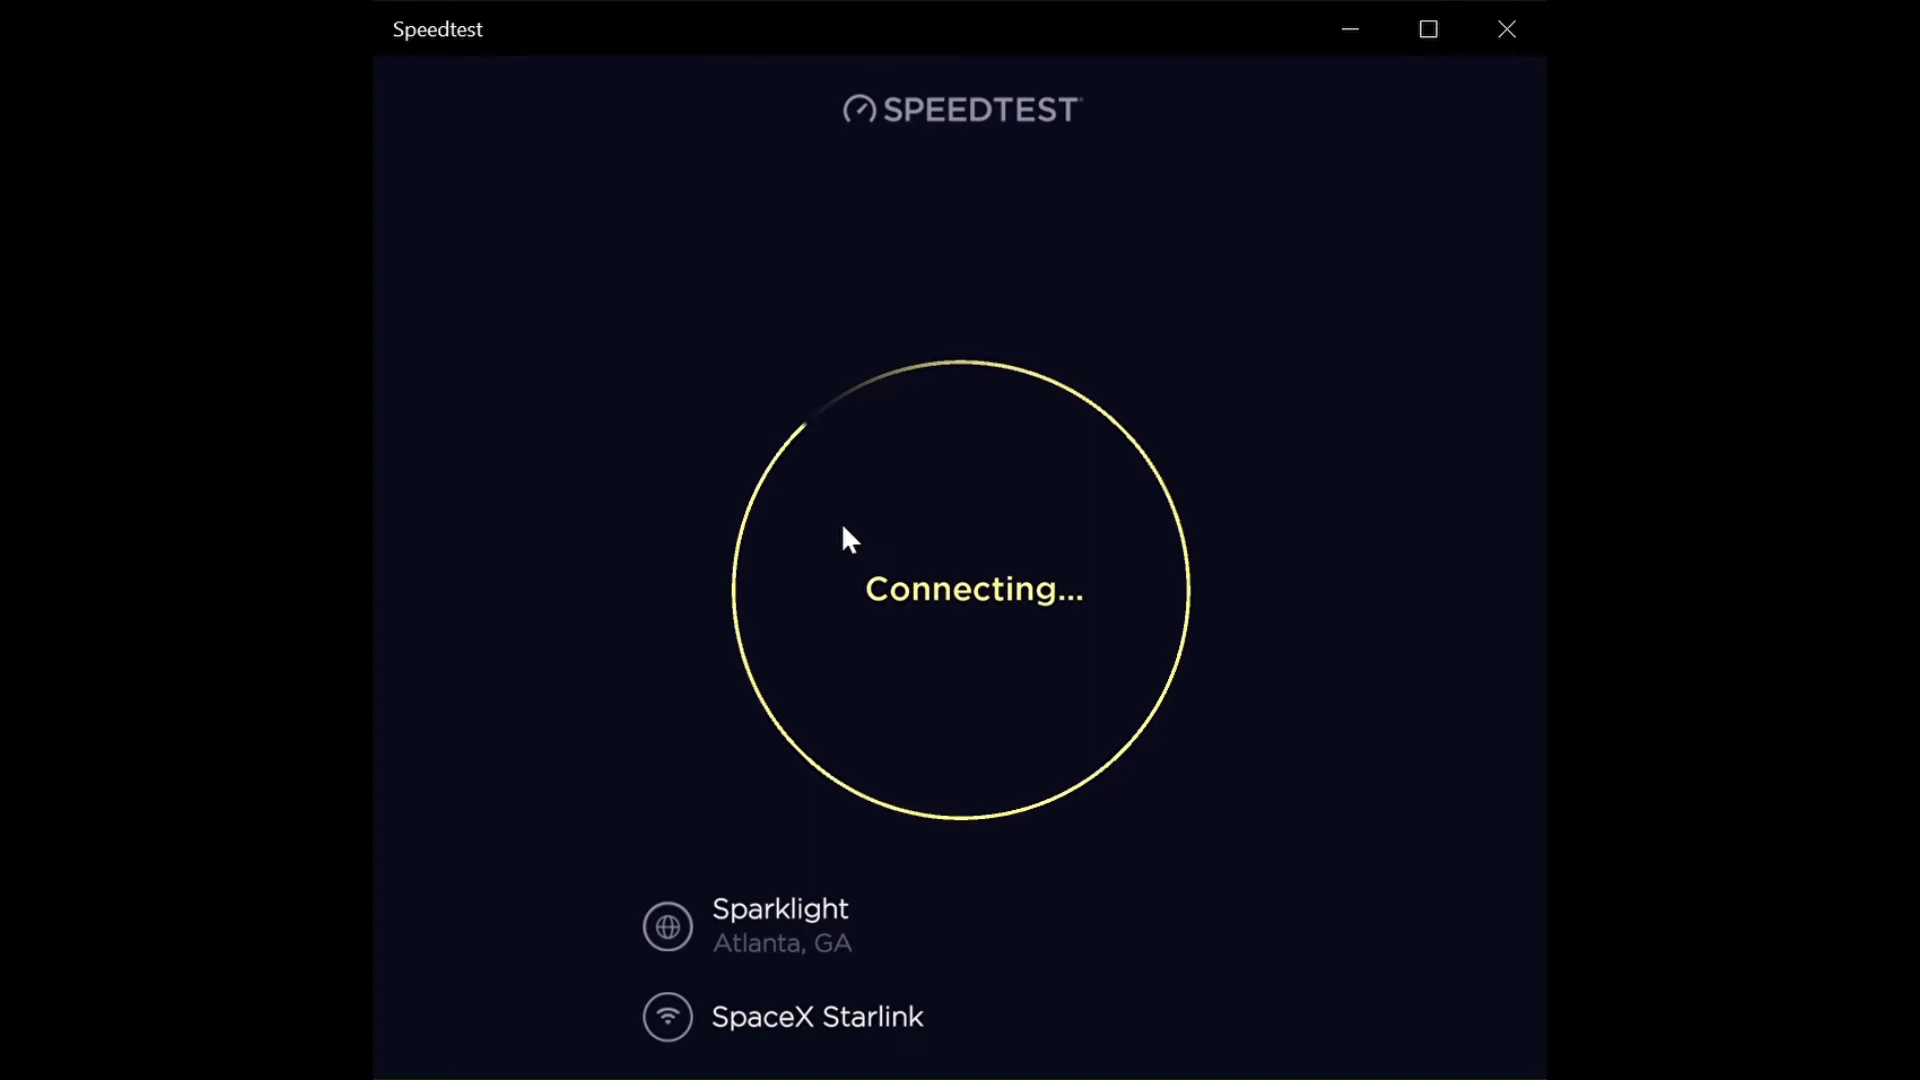 Speedtest
SPEEDTEST
Connecting...
Sparklight
Atlanta, GA
SpaceX Starlink